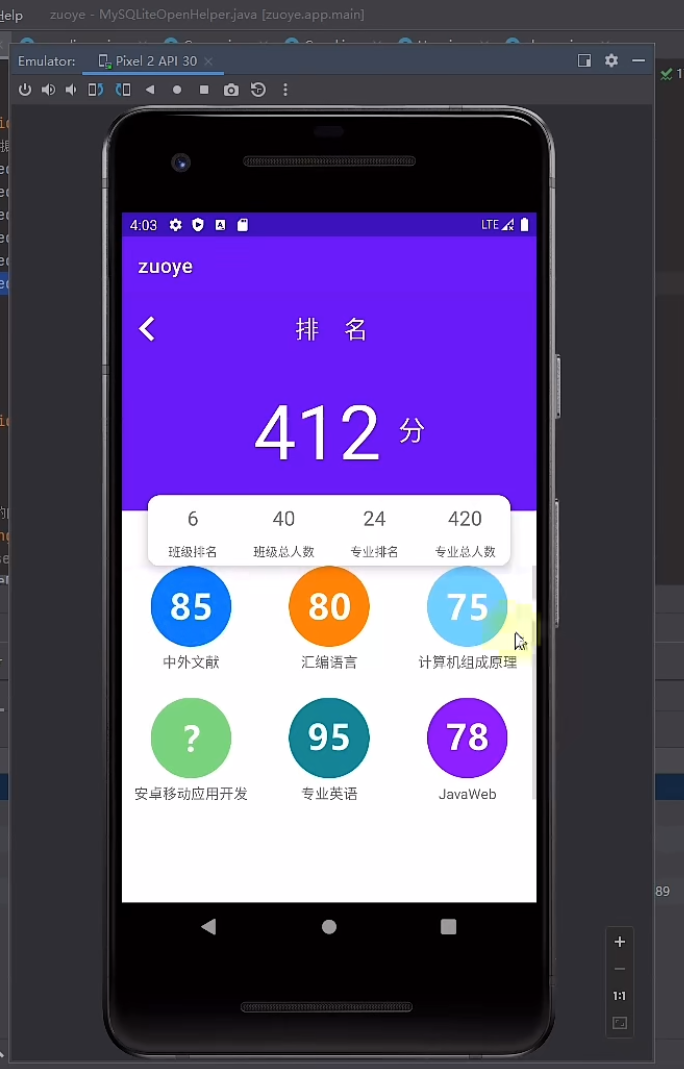 Help zuoye - MySQLiteOpenHelper.java [zuoye.app.main]
Emulator: Pixel 2 API 30
4:03 LTE
zuoye
排 名
412 分
6 40 24 420
班级排名 班级总人数 专业排名 专业总人数
85 80 75
中外文献 汇编语言 计算机组成原理
? 95 78
安卓移动应用开发 专业英语 JavaWeb
89
1:1